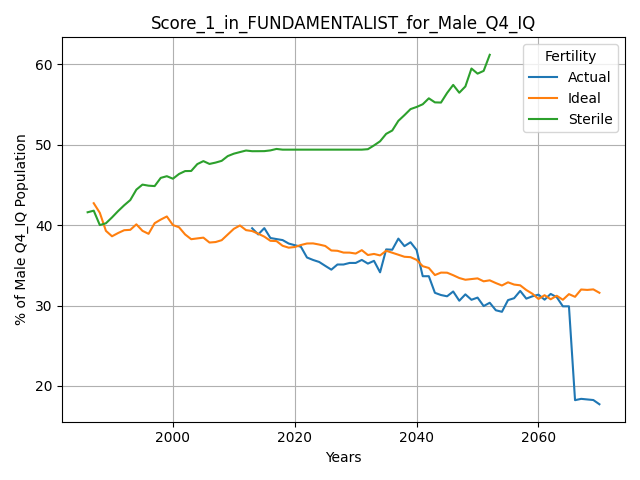 Score_1_in_FUNDAMENTALIST_for_Male_Q4_IQ
Fertility
Actual
Ideal
Sterile
% of Male Q4_IQ Population
60
50
40
30
20
2000
2020
2040
2060
Years